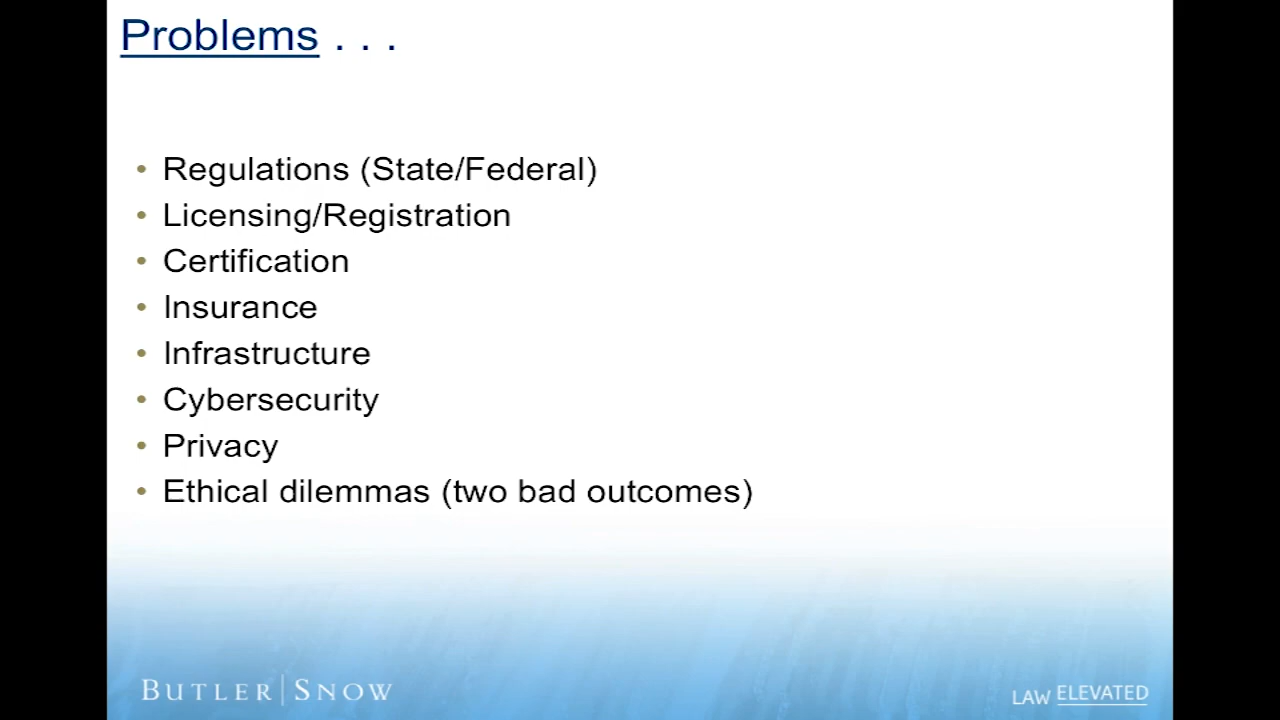 Problems . . .
• Regulations (State/Federal)
• Licensing/Registration
• Certification
• Insurance
• Infrastructure
• Cybersecurity
• Privacy
• Ethical dilemmas (two bad outcomes)
BUTLER | SNOW
LAW ELEVATED